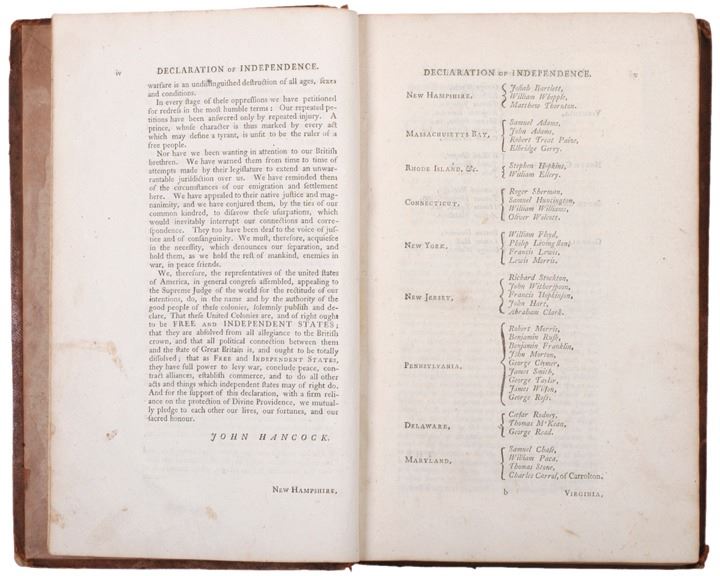 iv DECLARATION OF INDEPENDENCE.
warfare is an undiſtinguiſhed deſtruction of all ages, ſexes
and conditions.
In every ſtage of theſe oppreſſions we have petitioned
for redreſs in the moſt humble terms: Our repeated pe-
titions have been anſwered only by repeated injury. A
prince, whoſe character is thus marked by every act
which may define a tyrant, is unfit to be the ruler of a
free people.
Nor have we been wanting in attention to our Britiſh
brethren. We have warned them from time to time of
attempts made by their legiſlature to extend an unwar-
rantable juriſdiction over us. We have reminded them
of the circumſtances of our emigration and ſettlement
here. We have appealed to their native juſtice and mag-
nanimity, and we have conjured them, by the ties of our
common kindred, to diſavow theſe uſurpations, which
would inevitably interrupt our connections and corre-
ſpondence. They too have been deaf to the voice of juſ-
tice and of conſanguinity. We muſt, therefore, acquieſce
in the neceſſity, which denounces our ſeparation, and
hold them, as we hold the reſt of mankind, enemies in
war, in peace friends.
We, therefore, the repreſentatives of the united ſtates
of America, in general congreſs aſſembled, appealing to
the Supreme Judge of the world for the rectitude of our
intentions, do, in the name and by the authority of the
good people of theſe colonies, ſolemnly publiſh and de-
clare, That theſe United Colonies are, and of right ought
to be FREE AND INDEPENDENT STATES;
that they are abſolved from all allegiance to the Britiſh
crown, and that all political connection between them
and the ſtate of Great Britain is, and ought to be totally
diſſolved; that as FREE and INDEPENDENT STATES,
they have full power to levy war, conclude peace, con-
tract alliances, eſtabliſh commerce, and to do all other
acts and things which independent ſtates may of right do.
And for the ſupport of this declaration, with a firm reli-
ance on the protection of Divine Providence, we mutual-
ly pledge to each other our lives, our fortunes, and our
ſacred honour.
JOHN HANCOCK.
NEW HAMPSHIRE,
DECLARATION OF INDEPENDENCE. v
NEW HAMPSHIRE,
Joſiah Bartlett,
William Whipple,
Matthew Thornton.
MASSACHUSETTS BAY,
Samuel Adams,
John Adams,
Robert Treat Paine,
Elbridge Gerry.
RHODE ISLAND, &c.
Stephen Hopkins,
William Ellery.
CONNECTICUT,
Roger Sherman,
Samuel Huntington,
William Williams,
Oliver Wolcott.
NEW YORK,
William Floyd,
Philip Livingſton,
Francis Lewis,
Lewis Morris.
NEW JERSEY,
Richard Stockton,
John Witherſpoon,
Francis Hopkinſon,
John Hart,
Abraham Clark.
PENNSYLVANIA,
Robert Morris,
Benjamin Ruſh,
Benjamin Franklin,
John Morton,
George Clymer,
James Smith,
George Taylor,
James Wilſon,
George Roſs.
DELAWARE,
Cæſar Rodney,
Thomas M'Kean,
George Read.
MARYLAND,
Samuel Chaſe,
William Paca,
Thomas Stone,
Charles Carrol, of Carrolton.
b VIRGINIA,